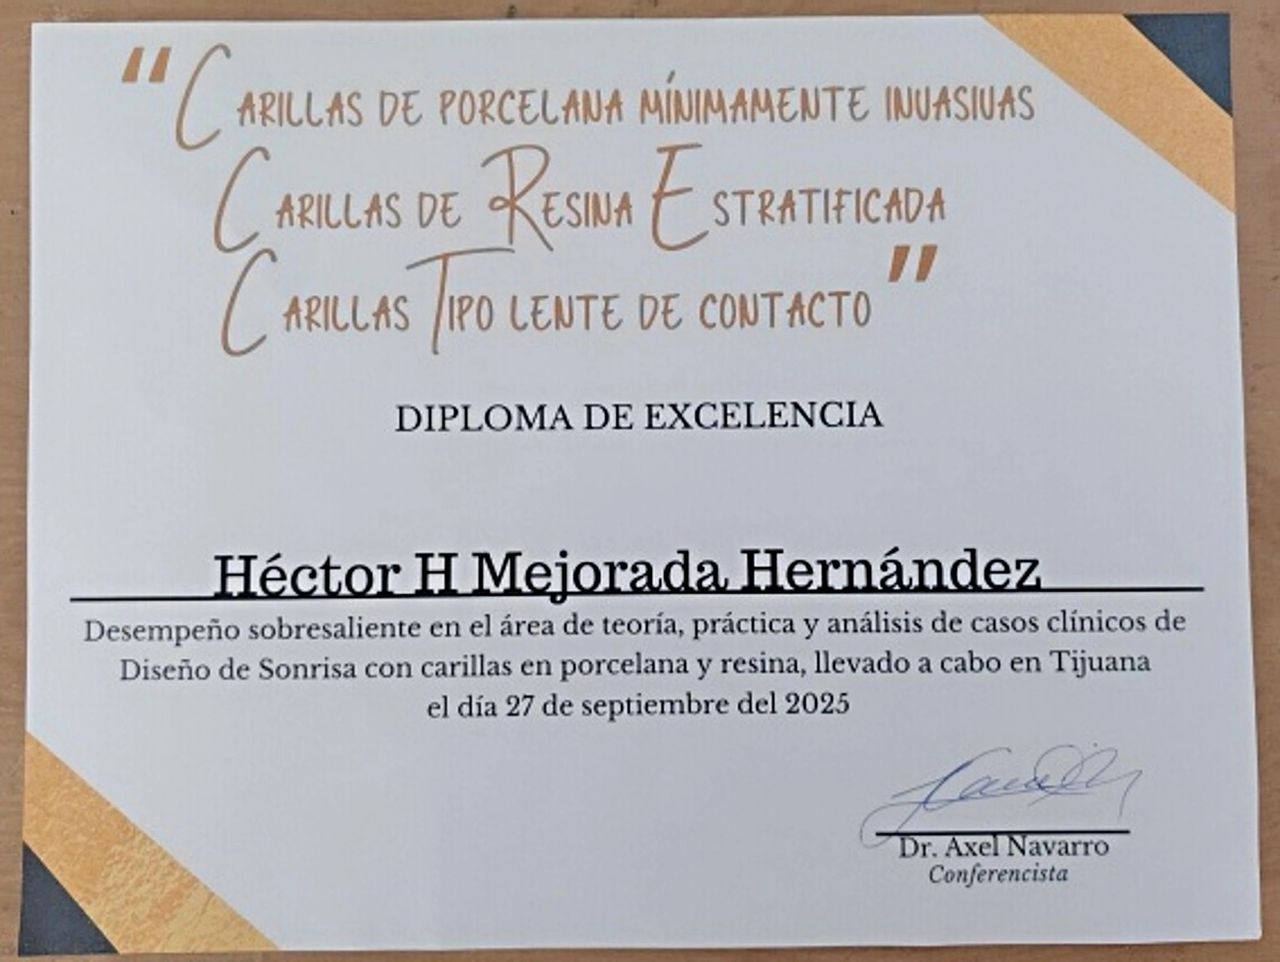 “Carillas de porcelana mínimamente invasivas
Carillas de Resina Estratificada
Carillas Tipo lente de contacto”
DIPLOMA DE EXCELENCIA
Héctor H Mejorada Hernández
Desempeño sobresaliente en el área de teoría, práctica y análisis de casos clínicos de
Diseño de Sonrisa con carillas en porcelana y resina, llevado a cabo en Tijuana
el día 27 de septiembre del 2025
Dr. Axel Navarro
Conferencista